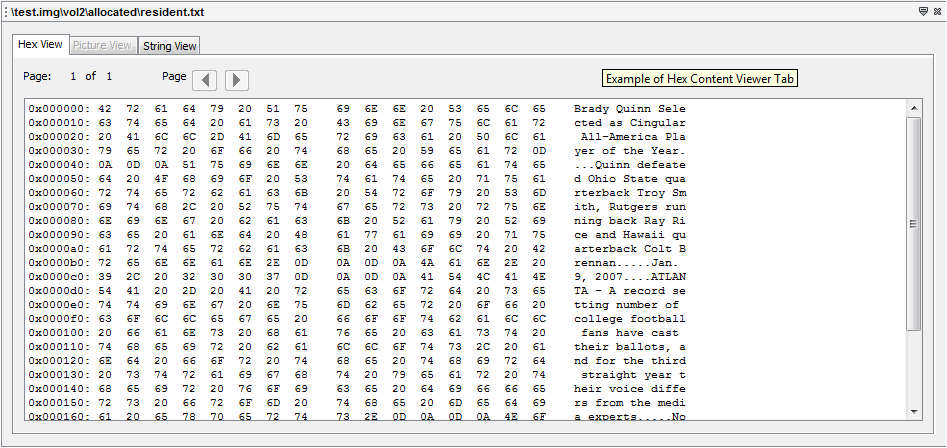 \test.img\vol2\allocated\resident.txt
Hex View Picture View String View
Page: 1 of 1 Page
Example of Hex Content Viewer Tab
0x000000: 42 72 61 64 79 20 51 75 69 6E 6E 20 53 65 6C 65 Brady Quinn Sele
0x000010: 63 74 65 64 20 61 73 20 43 69 6E 67 75 6C 61 72 cted as Cingular
0x000020: 20 41 6C 6C 2D 41 6D 65 72 69 63 61 20 50 6C 61 All-America Pla
0x000030: 79 65 72 20 6F 66 20 74 68 65 20 59 65 61 72 0D yer of the Year.
0x000040: 0A 0D 0A 51 75 69 6E 6E 20 64 65 66 65 61 74 65 ...Quinn defeate
0x000050: 64 20 4F 68 69 6F 20 53 74 61 74 65 20 71 75 61 d Ohio State qua
0x000060: 72 74 65 72 62 61 63 6B 20 54 72 6F 79 20 53 6D rterback Troy Sm
0x000070: 69 74 68 2C 20 52 75 74 67 65 72 73 20 72 75 6E ith, Rutgers run
0x000080: 6E 69 6E 67 20 62 61 63 6B 20 52 61 79 20 52 69 ning back Ray Ri
0x000090: 63 65 20 61 6E 64 20 48 61 77 61 69 69 20 71 75 ce and Hawaii qu
0x0000a0: 61 72 74 65 72 62 61 63 6B 20 43 6F 6C 74 20 42 arterback Colt B
0x0000b0: 72 65 6E 6E 61 6E 2E 0D 0A 0D 0A 4A 61 6E 2E 20 rennan.....Jan.
0x0000c0: 39 2C 20 32 30 30 37 0D 0A 0D 0A 41 54 4C 41 4E 9, 2007....ATLAN
0x0000d0: 54 41 20 2D 20 41 20 72 65 63 6F 72 64 20 73 65 TA - A record se
0x0000e0: 74 74 69 6E 67 20 6E 75 6D 62 65 72 20 6F 66 20 tting number of
0x0000f0: 63 6F 6C 6C 65 67 65 20 66 6F 6F 74 62 61 6C 6C college football
0x000100: 20 66 61 6E 73 20 68 61 76 65 20 63 61 73 74 20 fans have cast
0x000110: 74 68 65 69 72 20 62 61 6C 6C 6F 74 73 2C 20 61 their ballots, a
0x000120: 6E 64 20 66 6F 72 20 74 68 65 20 74 68 69 72 64 nd for the third
0x000130: 20 73 74 72 61 69 67 68 74 20 79 65 61 72 20 74 straight year t
0x000140: 68 65 69 72 20 76 6F 69 63 65 20 64 69 66 66 65 heir voice diffe
0x000150: 72 73 20 66 72 6F 6D 20 74 68 65 20 6D 65 64 69 rs from the medi
0x000160: 61 20 65 78 70 65 72 74 73 2E 0D 0A 0D 0A 4E 6F a experts.....No